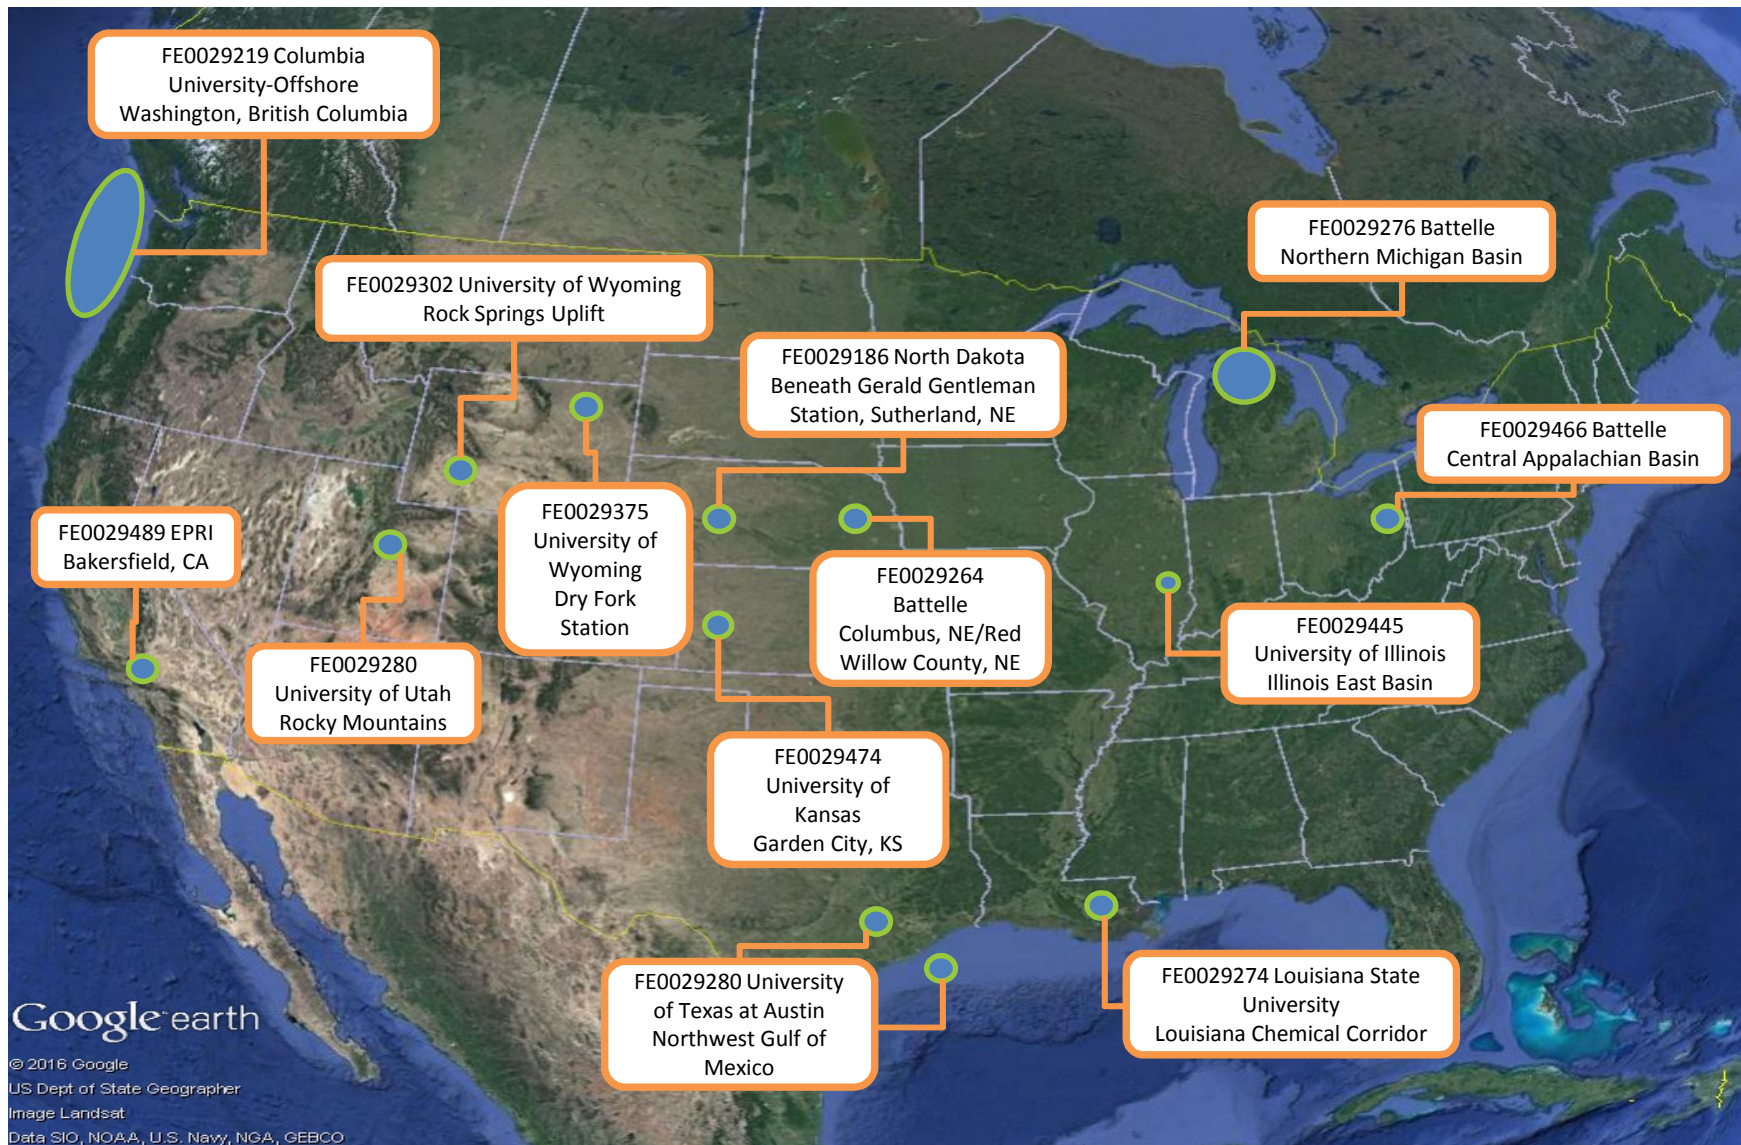 FE0029219 Columbia
University-Offshore
Washington, British Columbia
FE0029276 Battelle
Northern Michigan Basin
FE0029302 University of Wyoming
Rock Springs Uplift
FE0029186 North Dakota
Beneath Gerald Gentleman
Station, Sutherland, NE
FE0029466 Battelle
Central Appalachian Basin
FE0029489 EPRI
Bakersfield, CA
FE0029375
University of
Wyoming
Dry Fork
Station
FE0029264
Battelle
Columbus, NE/Red
Willow County, NE
FE0029445
University of Illinois
Illinois East Basin
FE0029280
University of Utah
Rocky Mountains
FE0029474
University of
Kansas
Garden City, KS
FE0029280 University
of Texas at Austin
Northwest Gulf of
Mexico
FE0029274 Louisiana State
University
Louisiana Chemical Corridor
Google earth
© 2016 Google
US Dept of State Geographer
Image Landsat
Data SIO, NOAA, U.S. Navy, NGA, GEBCO